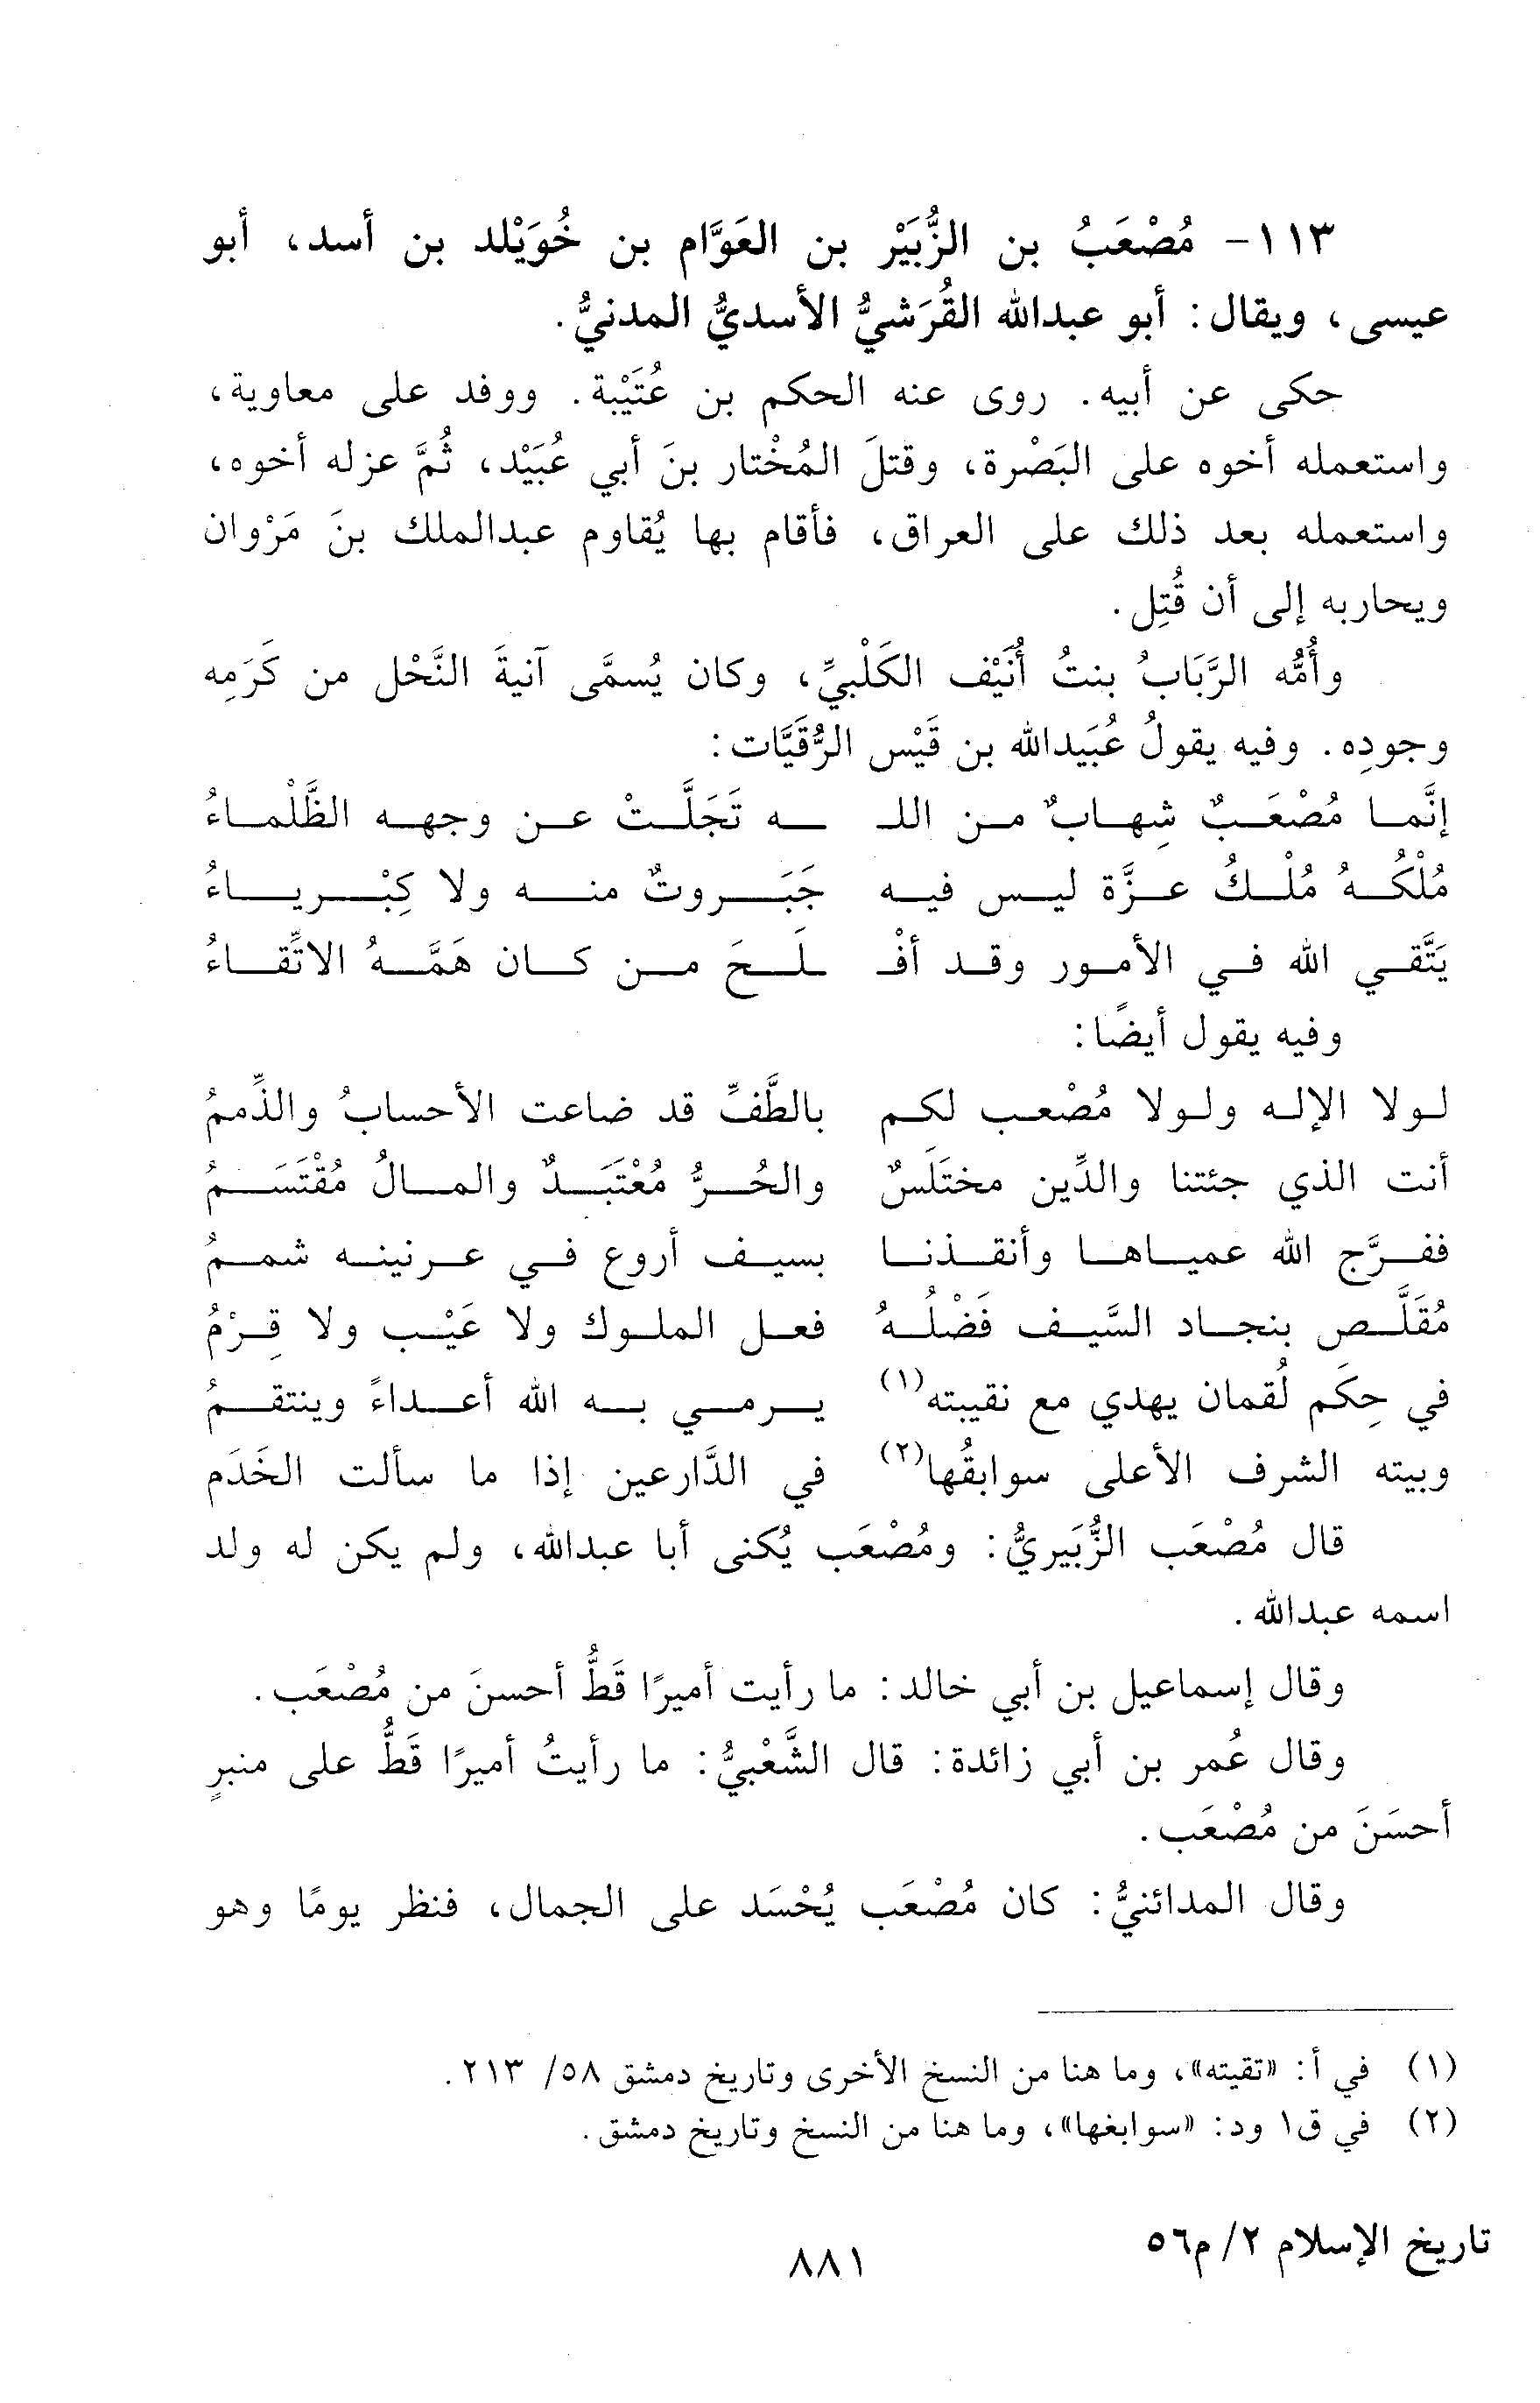 ١١٣- مُصْعَبُ بن الزُّبَيْر بن العَوَّام بن خُوَيْلد بن أسد، أبو
عيسى، ويقال: أبو عبدالله القُرَشيُّ الأسديُّ المدنيُّ.
حكى عن أبيه. روى عنه الحكم بن عُتَيْبة. ووفد على معاوية،
واستعمله أخوه على البَصْرة، وقتلَ المُخْتار بنَ أبي عُبَيْد، ثُمَّ عزله أخوه،
واستعمله بعد ذلك على العراق، فأقام بها يُقاوم عبدالملك بنَ مَرْوان
ويحاربه إلى أن قُتِل.
وأُمُّه الرَّبَابُ بنتُ أُنَيْف الكَلْبيِّ، وكان يُسمَّى آنيةَ النَّحْل من كَرَمِه
وجودِه. وفيه يقولُ عُبَيدالله بن قَيْس الرُّقَيَّات:
إنَّما مُصْعَبٌ شِهابٌ من اللـ ـه تَجَلَّتْ عن وجهه الظَّلْماءُ
مُلْكُهُ مُلْكُ عزَّة ليس فيه جَبَروتٌ منه ولا كِبْرياءُ
يَتَّقي الله في الأمور وقد أفْـ ـلَحَ من كان هَمَّهُ الاتِّقاءُ
وفيه يقول أيضًا:
لولا الإله ولولا مُصْعب لكم بالطَّفِّ قد ضاعت الأحسابُ والذِّممُ
أنت الذي جئتنا والدِّين مختَلَسٌ والحُرُّ مُعْتَبَدٌ والمالُ مُقْتَسَمُ
ففرَّج الله عمياها وأنقذنا بسيف أروع في عرنينه شممُ
مُقَلَّص بنجاد السَّيف فَضْلُهُ فعل الملوك ولا عَيْب ولا قِزْمُ
في حِكَم لُقمان يهدي مع نقيبته(١) يرمي به الله أعداءً وينتقمُ
وبيته الشرف الأعلى سوابقُها(٢) في الدَّارعين إذا ما سألت الخَدَم
قال مُصْعَب الزُّبَيريُّ: ومُصْعَب يُكنى أبا عبدالله، ولم يكن له ولد
اسمه عبدالله.
وقال إسماعيل بن أبي خالد: ما رأيت أميرًا قَطُّ أحسنَ من مُصْعَب.
وقال عُمر بن أبي زائدة: قال الشَّعْبيُّ: ما رأيتُ أميرًا قَطُّ على منبرٍ
أحسَنَ من مُصْعَب.
وقال المدائنيُّ: كان مُصْعَب يُحْسَد على الجمال، فنظر يومًا وهو
(١) في أ: «تقيته»، وما هنا من النسخ الأخرى وتاريخ دمشق ٥٨/ ٢١٣.
(٢) في ق١ ود: «سوابغها»، وما هنا من النسخ وتاريخ دمشق.
تاريخ الإسلام ٢/ م٥٦
٨٨١